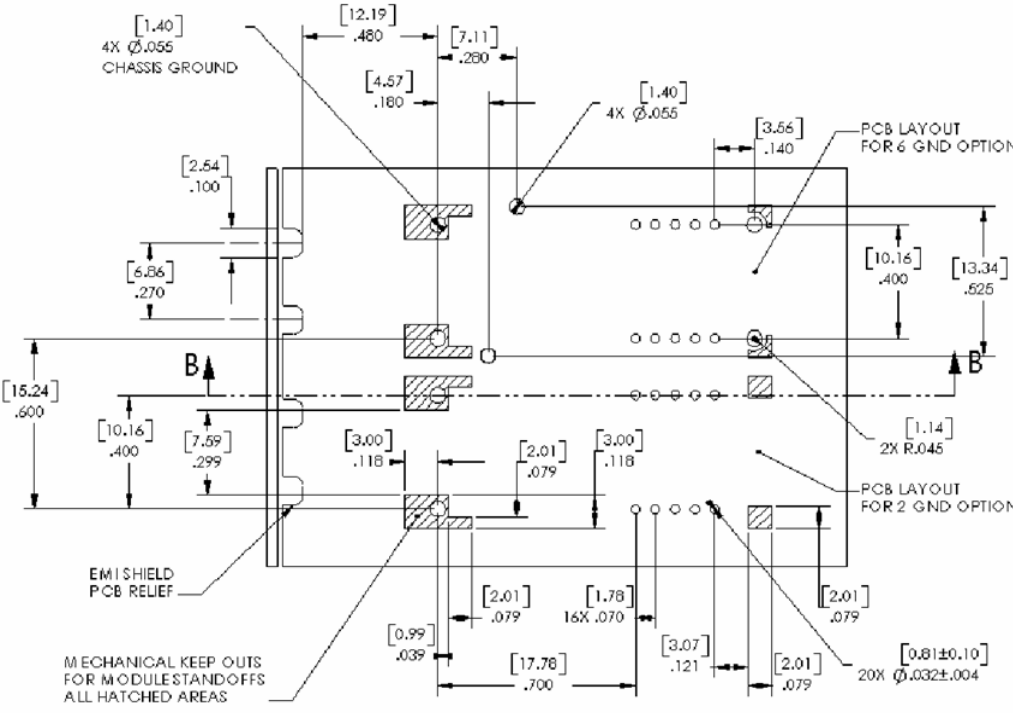 [12.19]
.480
[1.40]
4X Ø.055
CHASSIS GROUND
[7.11]
.280
[4.57]
.180
[1.40]
4X Ø.055
[3.56]
.140
PCB LAYOUT
FOR 6 GND OPTION
[2.54]
.100
[6.86]
.270
[10.16]
.400
[13.34]
.525
B
B
[15.24]
.600
[10.16]
.400
[7.59]
.299
[3.00]
.118
[2.01]
.079
[3.00]
.118
[1.14]
2X R.045
PCB LAYOUT
FOR 2 GND OPTION
EMI SHIELD
PCB RELIEF
[2.01]
.079
[1.78]
16X .070
[2.01]
.079
[0.99]
.039
[3.07]
.121
[17.78]
.700
[2.01]
.079
[0.81±0.10]
20X Ø.032±.004
MECHANICAL KEEP OUTS
FOR MODULE STANDOFFS
ALL HATCHED AREAS